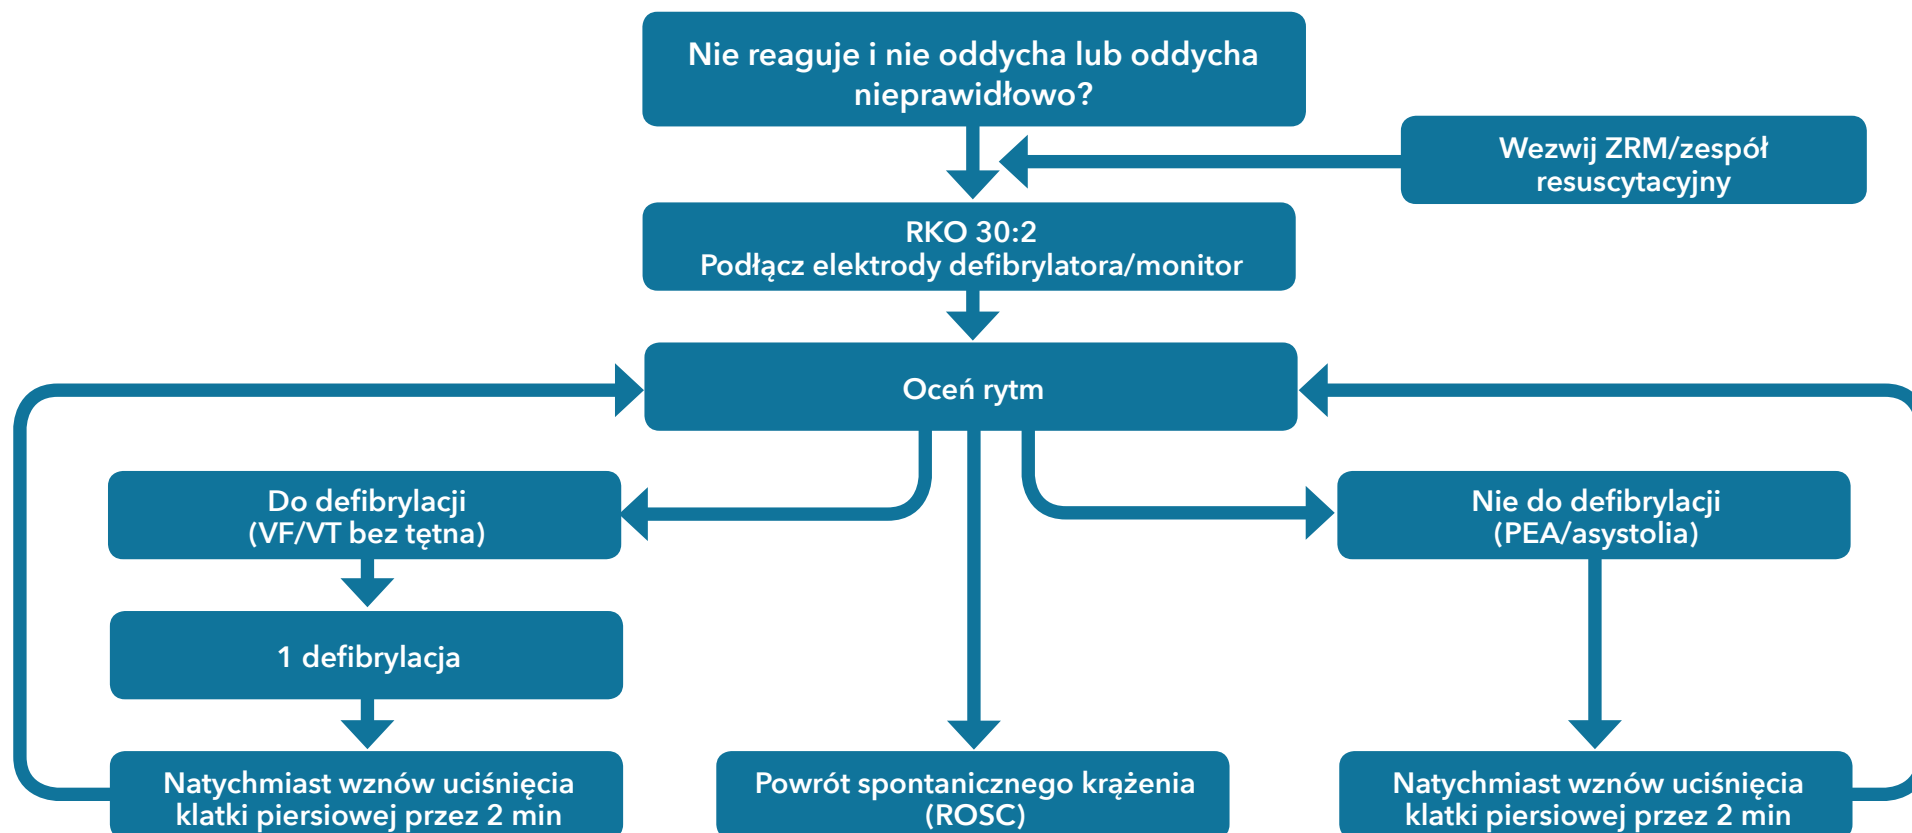 Nie reaguje i nie oddycha lub oddycha
nieprawidłowo?
Wezwij ZRM/zespół
resuscytacyjny
RKO 30:2
Podłącz elektrody defibrylatora/monitor
Oceń rytm
Do defibrylacji
(VF/VT bez tętna)
Nie do defibrylacji
(PEA/asystolia)
1 defibrylacja
Natychmiast wznów uciśnięcia
klatki piersiowej przez 2 min
Powrót spontanicznego krążenia
(ROSC)
Natychmiast wznów uciśnięcia
klatki piersiowej przez 2 min